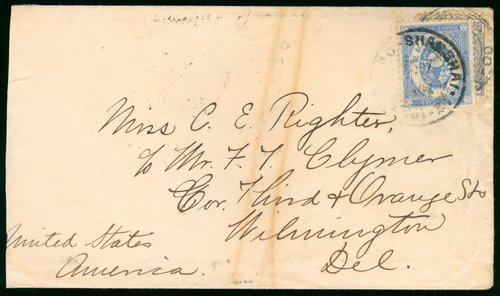 SHANGHAI
Miss C. E. Righter,
c/o Mr. F. T. Clymer
Cor. Third & Orange Sts
Wilmington
United States
America.
Del.